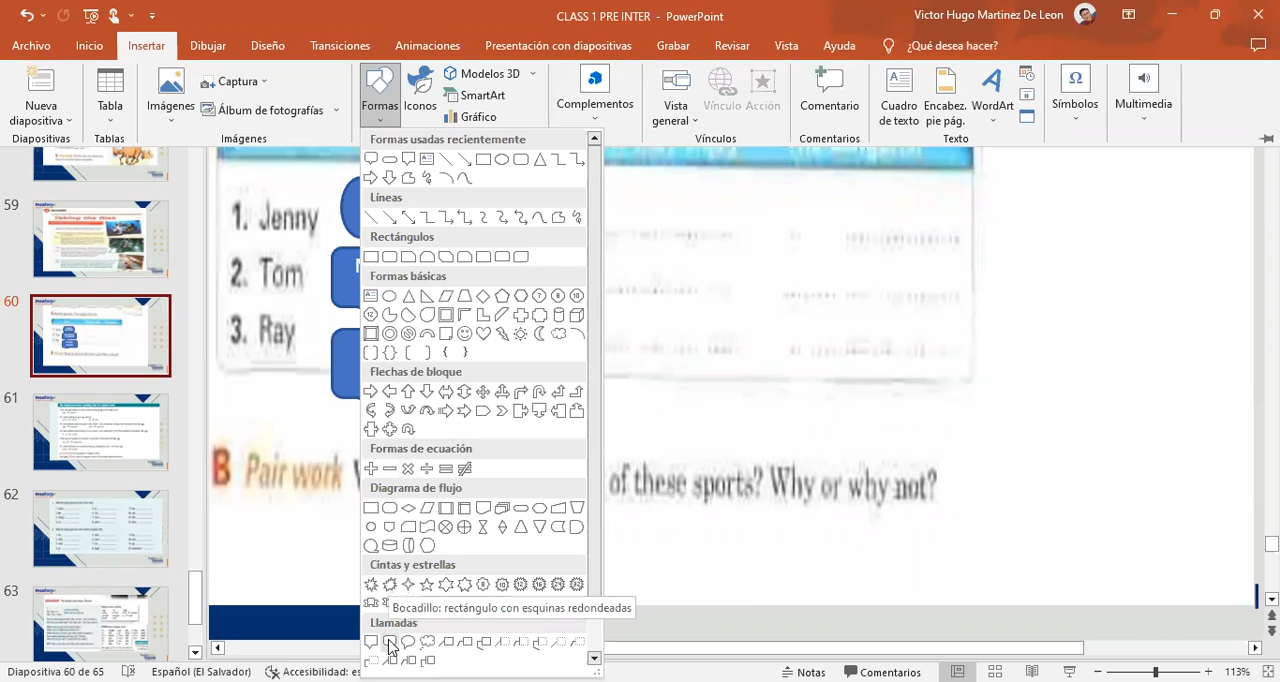 CLASS 1 PRE INTER - PowerPoint
Victor Hugo Martinez De Leon
Archivo Inicio Insertar Dibujar Diseño Transiciones Animaciones Presentación con diapositivas Grabar Revisar Vista Ayuda ¿Qué desea hacer?
Nueva diapositiva
Tabla
Imágenes
Captura
Álbum de fotografías
Formas
Iconos
Modelos 3D
SmartArt
Gráfico
Complementos
Vista general
Vínculo
Acción
Comentario
Cuadro de texto
Encabez. pie pág.
WordArt
Símbolos
Multimedia
Diapositivas Tablas Imágenes Vínculos Comentarios Texto
Formas usadas recientemente
Líneas
Rectángulos
Formas básicas
Flechas de bloque
Formas de ecuación
Diagrama de flujo
Cintas y estrellas
Bocadillo: rectángulo con esquinas redondeadas
Llamadas
59
60
61
62
63
1. Jenny
2. Tom
3. Ray
B Pair work
of these sports? Why or why not?
Diapositiva 60 de 65 Español (El Salvador) Accesibilidad: es
Notas Comentarios 113%